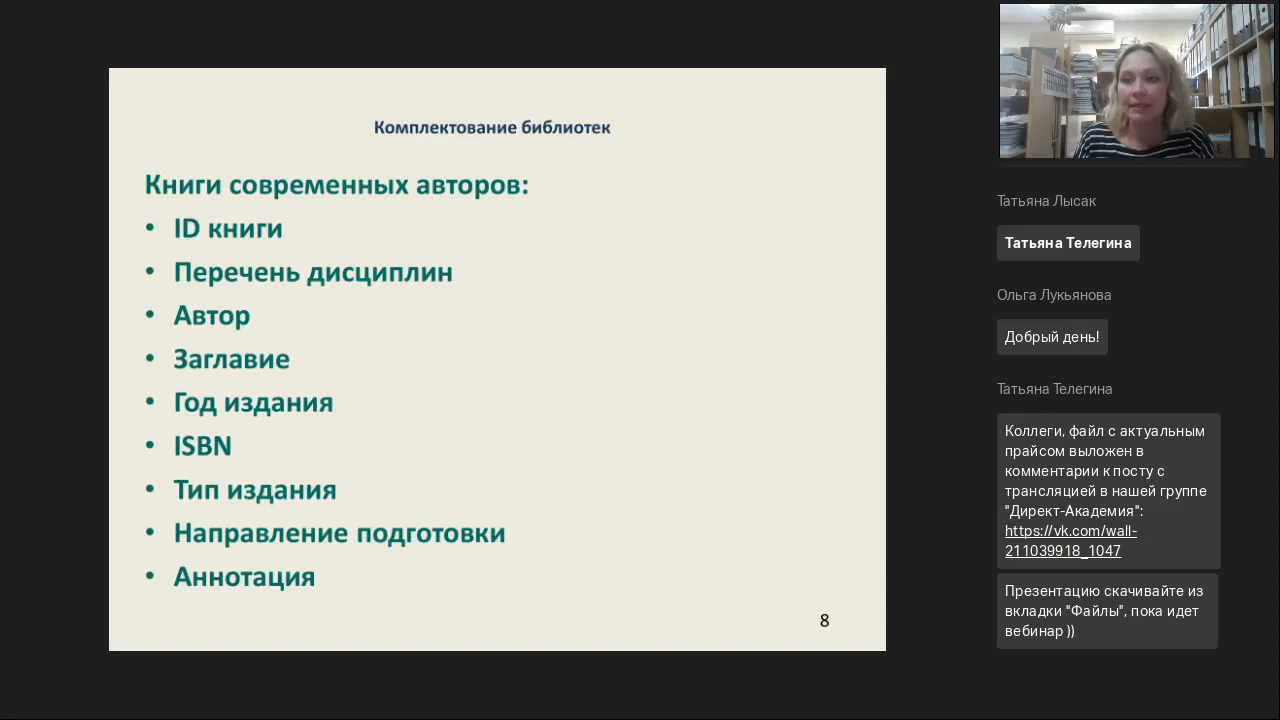 Комплектование библиотек
Книги современных авторов:
• ID книги
• Перечень дисциплин
• Автор
• Заглавие
• Год издания
• ISBN
• Тип издания
• Направление подготовки
• Аннотация
8
Татьяна Лысак
Татьяна Телегина
Ольга Лукьянова
Добрый день!
Татьяна Телегина
Коллеги, файл с актуальным
прайсом выложен в
комментарии к посту с
трансляцией в нашей группе
"Директ-Академия":
https://vk.com/wall-
211039918_1047
Презентацию скачивайте из
вкладки "Файлы", пока идет
вебинар ))